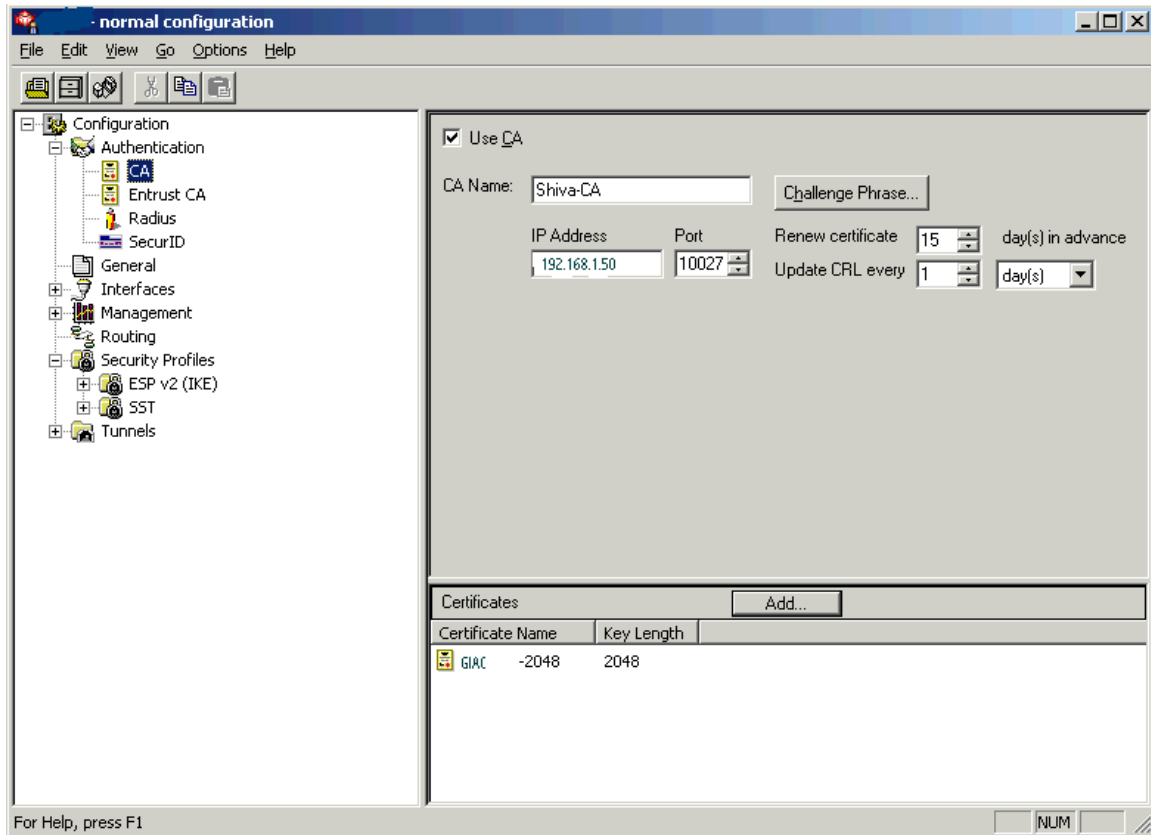 - normal configuration
File Edit View Go Options Help
Configuration
Authentication
CA
Entrust CA
Radius
SecurID
General
Interfaces
Management
Routing
Security Profiles
ESP v2 (IKE)
SST
Tunnels
Use CA
CA Name: Shiva-CA Challenge Phrase...
IP Address Port Renew certificate 15 day(s) in advance
192.168.1.50 10027 Update CRL every 1 day(s)
Certificates Add...
Certificate Name Key Length
GIAC -2048 2048
For Help, press F1 NUM